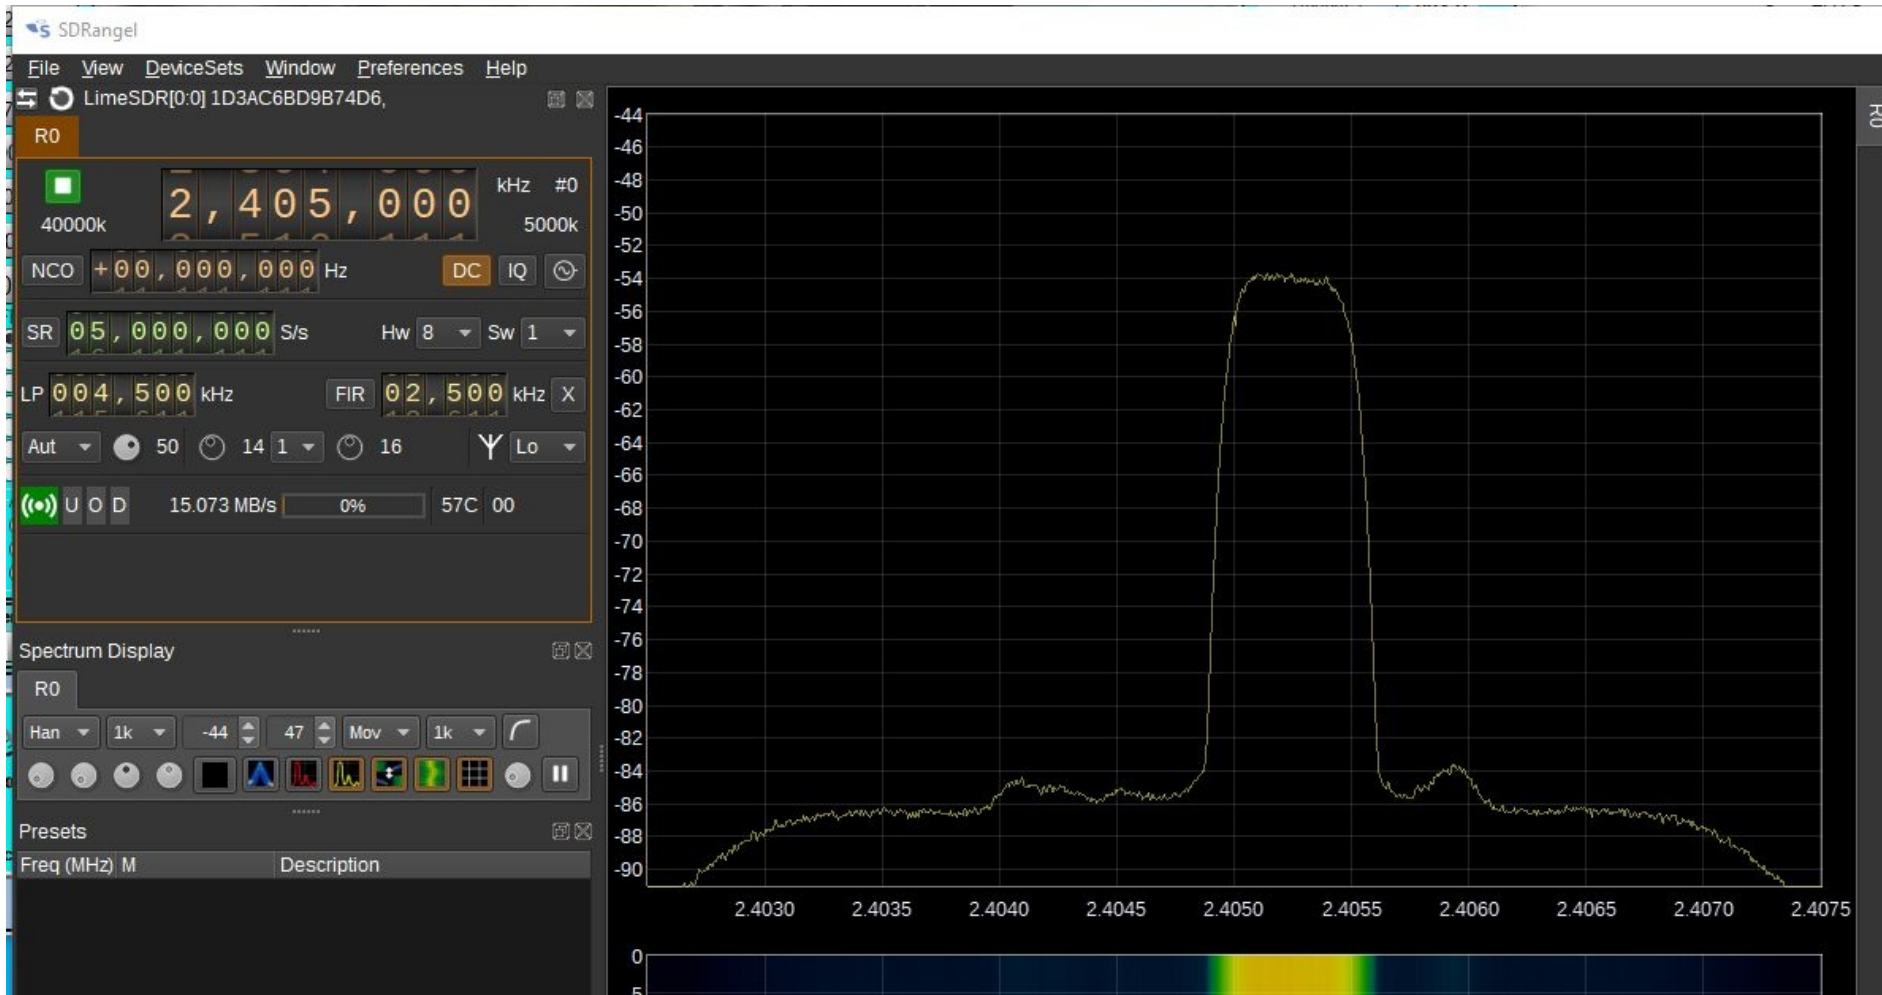 SDRangel
File View DeviceSets Window Preferences Help
LimeSDR[0:0] 1D3AC6BD9B74D6,
R0
2,405,000 kHz #0
40000k 5000k
NCO +00,000,000 Hz DC IQ
SR 05,000,000 S/s Hw 8 Sw 1
LP 004,500 kHz FIR 02,500 kHz X
Aut 50 14 1 16 Lo
U O D 15.073 MB/s 0% 57C 00
Spectrum Display
R0
Han 1k -44 47 Mov 1k
Presets
Freq (MHz) M Description
-44
-46
-48
-50
-52
-54
-56
-58
-60
-62
-64
-66
-68
-70
-72
-74
-76
-78
-80
-82
-84
-86
-88
-90
2.4030 2.4035 2.4040 2.4045 2.4050 2.4055 2.4060 2.4065 2.4070 2.4075
0
5
R0